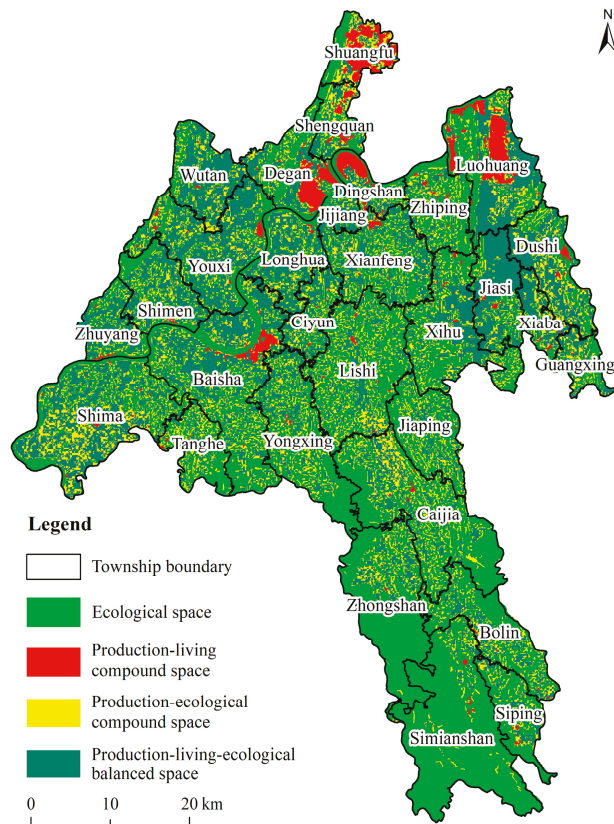 N
Shuangfu
Shengquan
Luohuang
Wutan
Degan
Dingshan
Zhiping
Jijiang
Dushi
Youxi
Longhua
Xianfeng
Jiasi
Shimen
Zhuyang
Ciyun
Xihu
Xiaba
Guangxing
Baisha
Lishi
Shima
Tanghe
Yongxing
Jiaping
Caijia
Zhongshan
Bolin
Siping
Simianshan
Legend
Township boundary
Ecological space
Production-living
compound space
Production-ecological
compound space
Production-living-ecological
balanced space
0 10 20 km